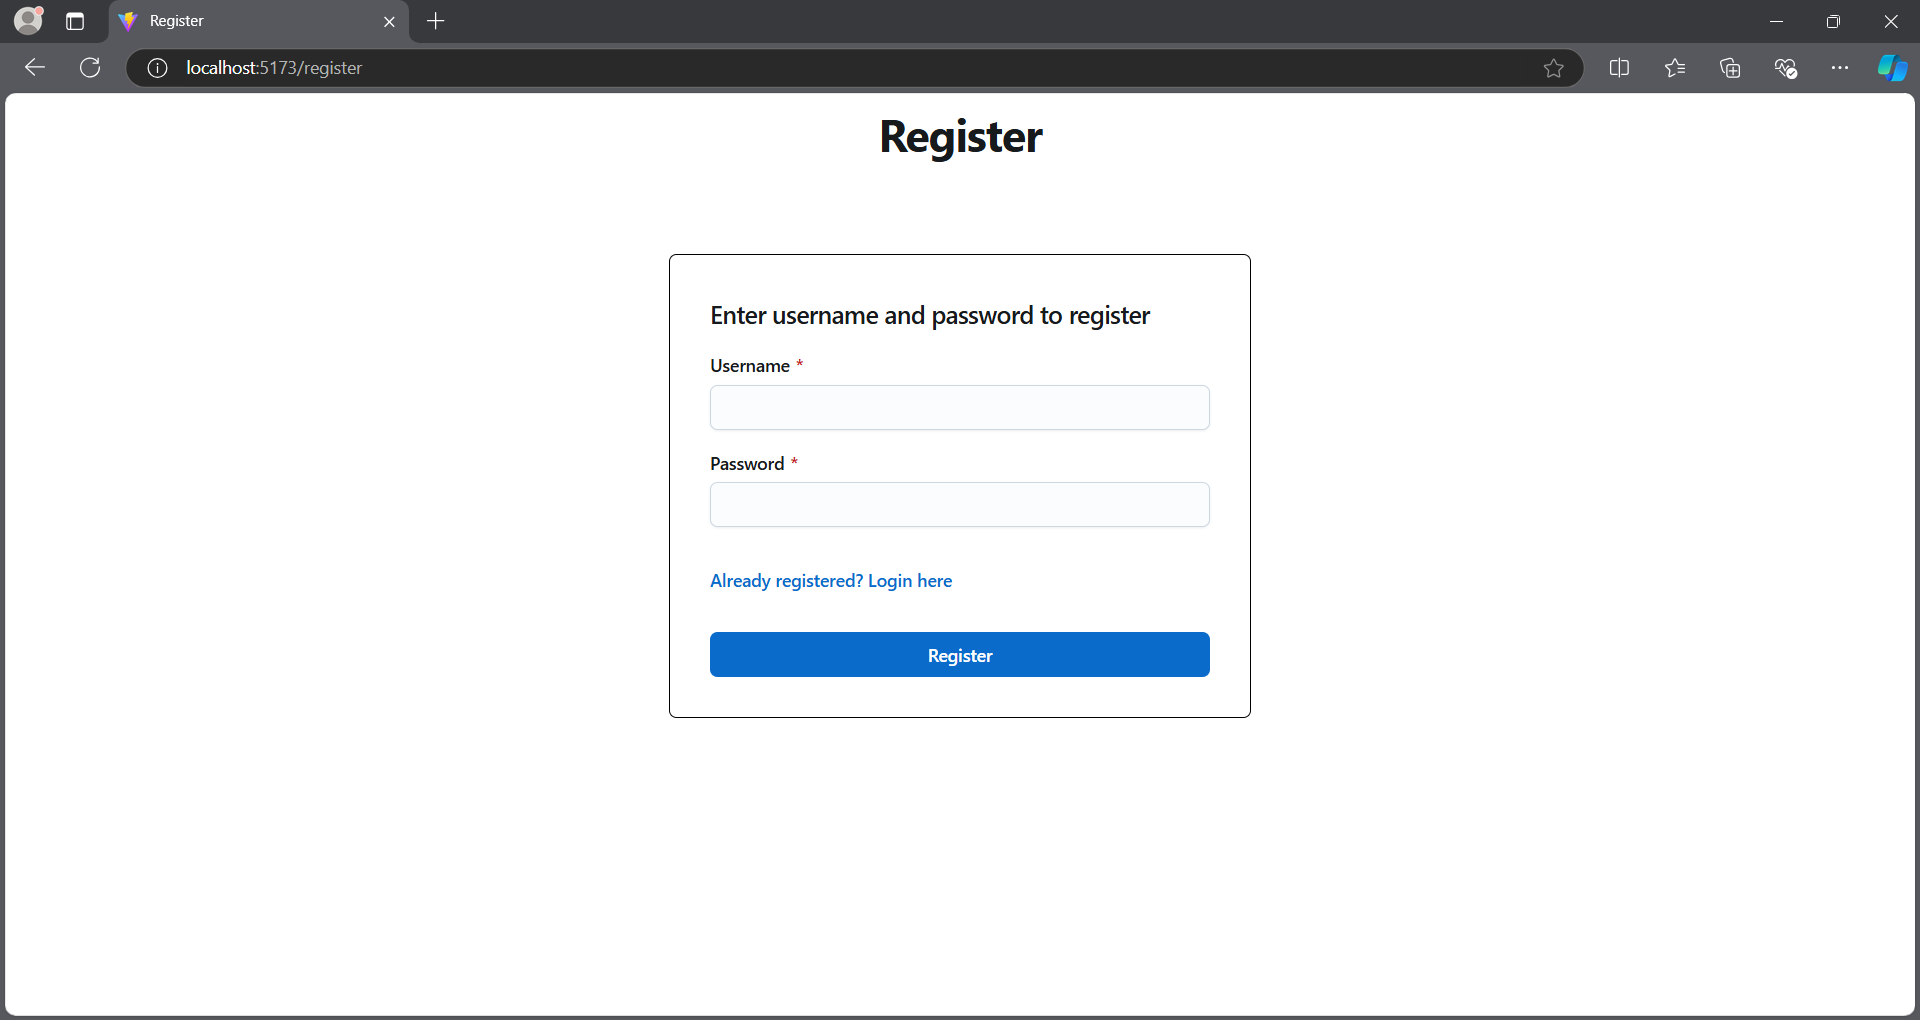 Register
localhost:5173/register
Register
Enter username and password to register
Username *
Password *
Already registered? Login here
Register